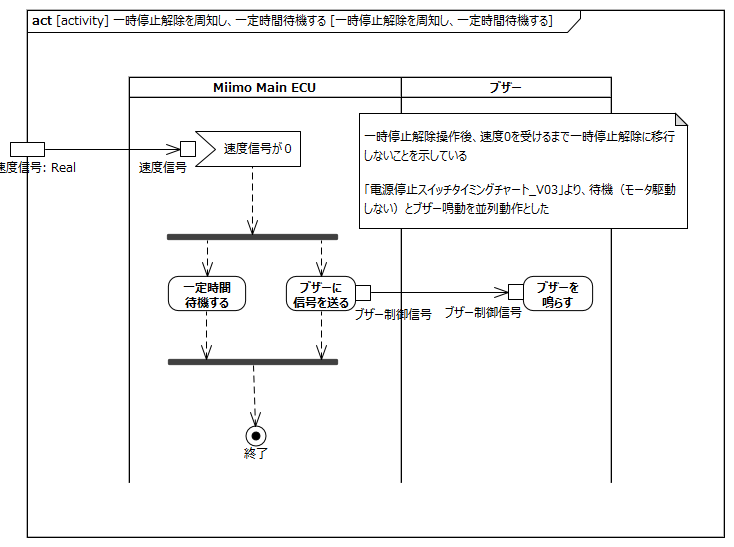 act [activity] 一時停止解除を周知し、一定時間待機する [一時停止解除を周知し、一定時間待機する]
Miimo Main ECU
ブザー
一時停止解除操作後、速度0を受けるまで一時停止解除に移行
しないことを示している
「電源停止スイッチタイミングチャート_V03」より、待機（モータ駆動
しない）とブザー鳴動を並列動作とした
速度信号が０
速度信号: Real
速度信号
一定時間
待機する
ブザーに
信号を送る
ブザーを
鳴らす
ブザー制御信号
ブザー制御信号
終了